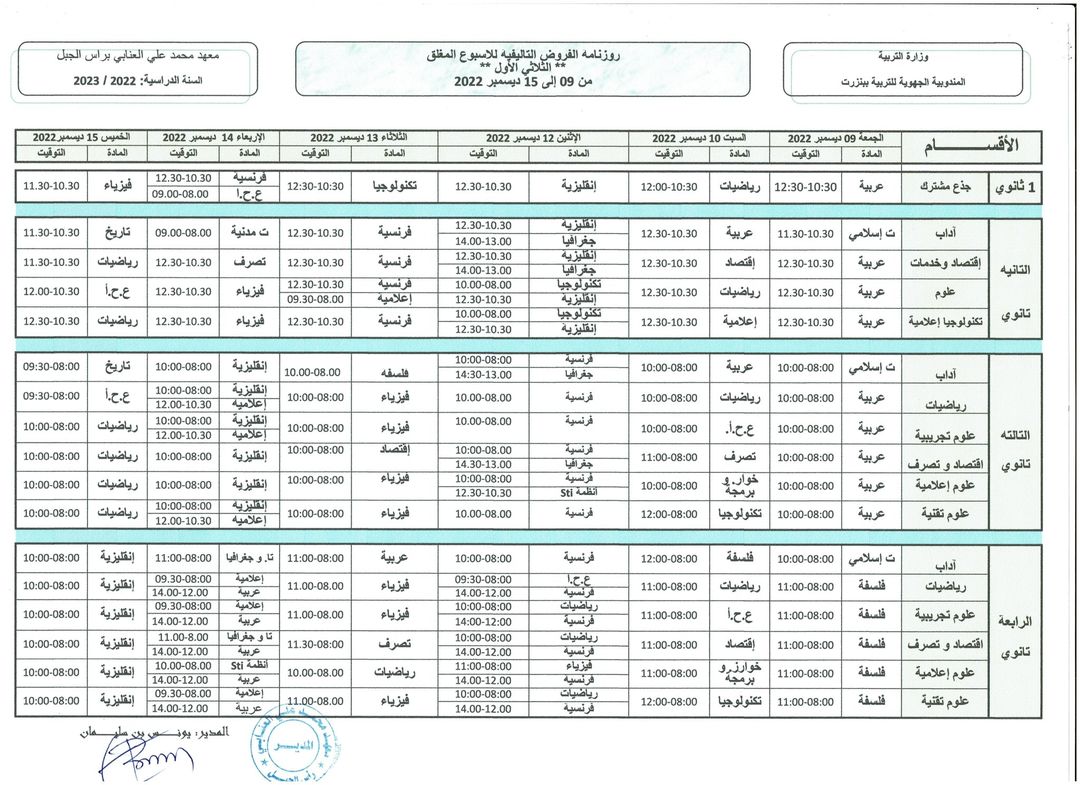 معهد محمد علي العنابي براس الجبل
السنة الدراسية: 2022 / 2023
روزنامه الفروض التاليفيه للاسبوع المغلق
** الثلاثي الأول **
من 09 إلى 15 ديسمبر 2022
وزارة التربية
المندوبية الجهوية للتربية ببنزرت
الأقســـام الجمعة 09 ديسمبر 2022 السبت 10 ديسمبر 2022 الإثنين 12 ديسمبر 2022 الثلاثاء 13 ديسمبر 2022 الإربعاء 14 ديسمبر 2022 الخميس 15 ديسمبر 2022
المادة التوقيت المادة التوقيت المادة التوقيت المادة التوقيت المادة التوقيت المادة التوقيت
1 ثانوي جذع مشترك عربية 12:30-10:30 رياضيات 12:00-10:30 إنقليزية 12.30-10.30 تكنولوجيا 12:30-10:30 فرنسية 12.30-10.30 فيزياء 11.30-10.30
ع.ح.أ 09.00-08.00
الثانيه ثانوي
آداب ت إسلامي 11.30-10.30 عربية 12.30-10.30 إنقليزية 12.30-10.30 فرنسية 12.30-10.30 ت مدنية 09.00-08.00 تاريخ 11.30-10.30
جغرافيا 14.00-13.00
إقتصاد وخدمات عربية 12.30-10.30 إقتصاد 12.30-10.30 إنقليزية 12.30-10.30 فرنسية 12.30-10.30 تصرف 12.30-10.30 رياضيات 11.30-10.30
جغرافيا 14.00-13.00
علوم عربية 12.30-10.30 رياضيات 12.30-10.30 تكنولوجيا 10.00-08.00 فرنسية 12.30-10.30 فيزياء 12.30-10.30 ع.ح.أ 12.00-10.30
إنقليزية 12.30-10.30 إعلامية 09.30-08.00
تكنولوجيا إعلامية عربية 12.30-10.30 إعلامية 12.30-10.30 تكنولوجيا 10.00-08.00 فرنسية 12.30-10.30 فيزياء 12.30-10.30 رياضيات 12.30-10.30
إنقليزية 12.30-10.30
الثالثه ثانوي
آداب ت إسلامي 10:00-08:00 عربية 10:00-08:00 فرنسية 10:00-08:00 فلسفه 10.00-08.00 إنقليزية 10:00-08:00 تاريخ 09:30-08:00
جغرافيا 14:30-13.00
رياضيات عربية 10:00-08:00 رياضيات 10:00-08:00 فرنسية 10.00-08.00 فيزياء 10:00-08:00 إنقليزية 10:00-08:00 ع.ح.أ 09:30-08:00
إعلامية 12.00-10.30
علوم تجريبية عربية 10:00-08:00 ع.ح.أ. 10:00-08:00 فرنسية 10.00-08.00 فيزياء 10:00-08:00 إنقليزية 10:00-08:00 رياضيات 10:00-08:00
إعلامية 12.00-10.30
اقتصاد و تصرف عربية 10:00-08:00 تصرف 11:00-08:00 فرنسية 10:00-08.00 إقتصاد 10:00-08:00 إنقليزية 10:00-08:00 رياضيات 10:00-08:00
جغرافيا 14.30-13.00
علوم إعلامية عربية 10:00-08:00 خوار. و برمجة 10:00-08:00 فرنسية 10.00-08:00 فيزياء 10:00-08:00 إنقليزية 10:00-08:00 رياضيات 10:00-08:00
أنظمة Sti 12.30-10.30
علوم تقنية عربية 10:00-08:00 تكنولوجيا 12:00-08:00 فرنسية 10.00-08.00 فيزياء 10:00-08:00 إنقليزية 10:00-08:00 رياضيات 10:00-08:00
إعلاميه 12.00-10.30
الرابعة ثانوي
آداب ت إسلامي 10:00-08:00 فلسفة 12:00-08:00 فرنسية 10:00-08:00 عربية 11:00-08:00 تا. و جغرافيا 11:00-08:00 إنقليزية 10:00-08:00
رياضيات فلسفة 11:00-08:00 رياضيات 11:00-08:00 ع.ح.أ 09:30-08:00 فيزياء 11.00-08.00 إعلامية 09.30-08:00 إنقليزية 10:00-08:00
فرنسية 14.00-12.00 عربية 14.00-12.00
علوم تجريبية فلسفة 11:00-08:00 ع.ح.أ 11:00-08:00 رياضيات 10:00-08:00 فيزياء 11.00-08:00 إعلامية 09.30-08:00 إنقليزية 10:00-08:00
فرنسية 14:00-12:00 عربية 14.00-12.00
اقتصاد و تصرف فلسفة 11:00-08:00 إقتصاد 11:00-08:00 رياضيات 10:00-08:00 تصرف 11.30-08:00 تا و جغرافيا 11.00-8.00 إنقليزية 10:00-08:00
فرنسية 14.00-12.00 عربية 14.00-12.00
علوم إعلامية فلسفة 11:00-08:00 خوارز. و برمجة 11:00-08:00 فيزياء 11:00-08:00 رياضيات 10.00-08:00 أنظمة Sti 10.00-08.00 إنقليزية 10:00-08:00
فرنسية 14.00-12.00 عربية 14.00-12.00
علوم تقنية فلسفة 11:00-08:00 تكنولوجيا 12:00-08:00 رياضيات 10:00-08:00 فيزياء 11.00-08:00 إعلامية 09.30-08.00 إنقليزية 10:00-08:00
فرنسية 14.00-12.00 عربية 14.00-12.00
المدير: يونس بن سليمان
المديــر